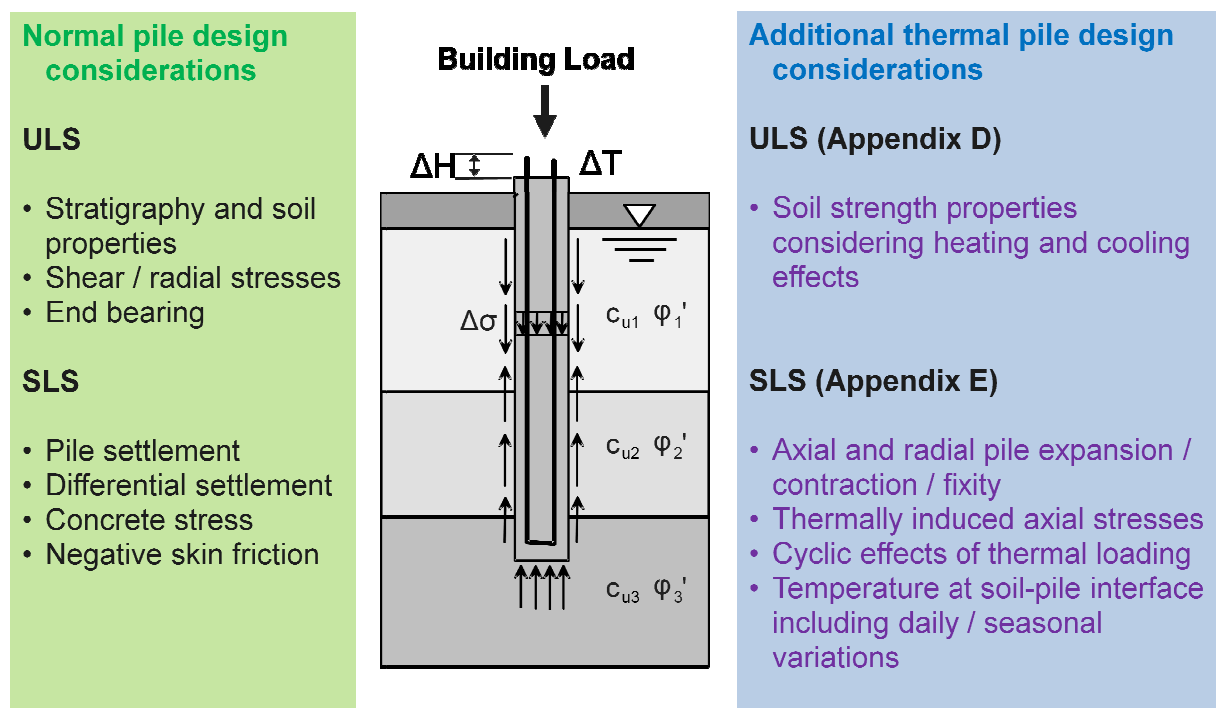 Normal pile design
considerations
ULS
• Stratigraphy and soil
properties
• Shear / radial stresses
• End bearing
SLS
• Pile settlement
• Differential settlement
• Concrete stress
• Negative skin friction
Building Load
ΔH
ΔT
Δσ
cu1 φ1'
cu2 φ2'
cu3 φ3'
Additional thermal pile design
considerations
ULS (Appendix D)
• Soil strength properties
considering heating and cooling
effects
SLS (Appendix E)
• Axial and radial pile expansion /
contraction / fixity
• Thermally induced axial stresses
• Cyclic effects of thermal loading
• Temperature at soil-pile interface
including daily / seasonal
variations